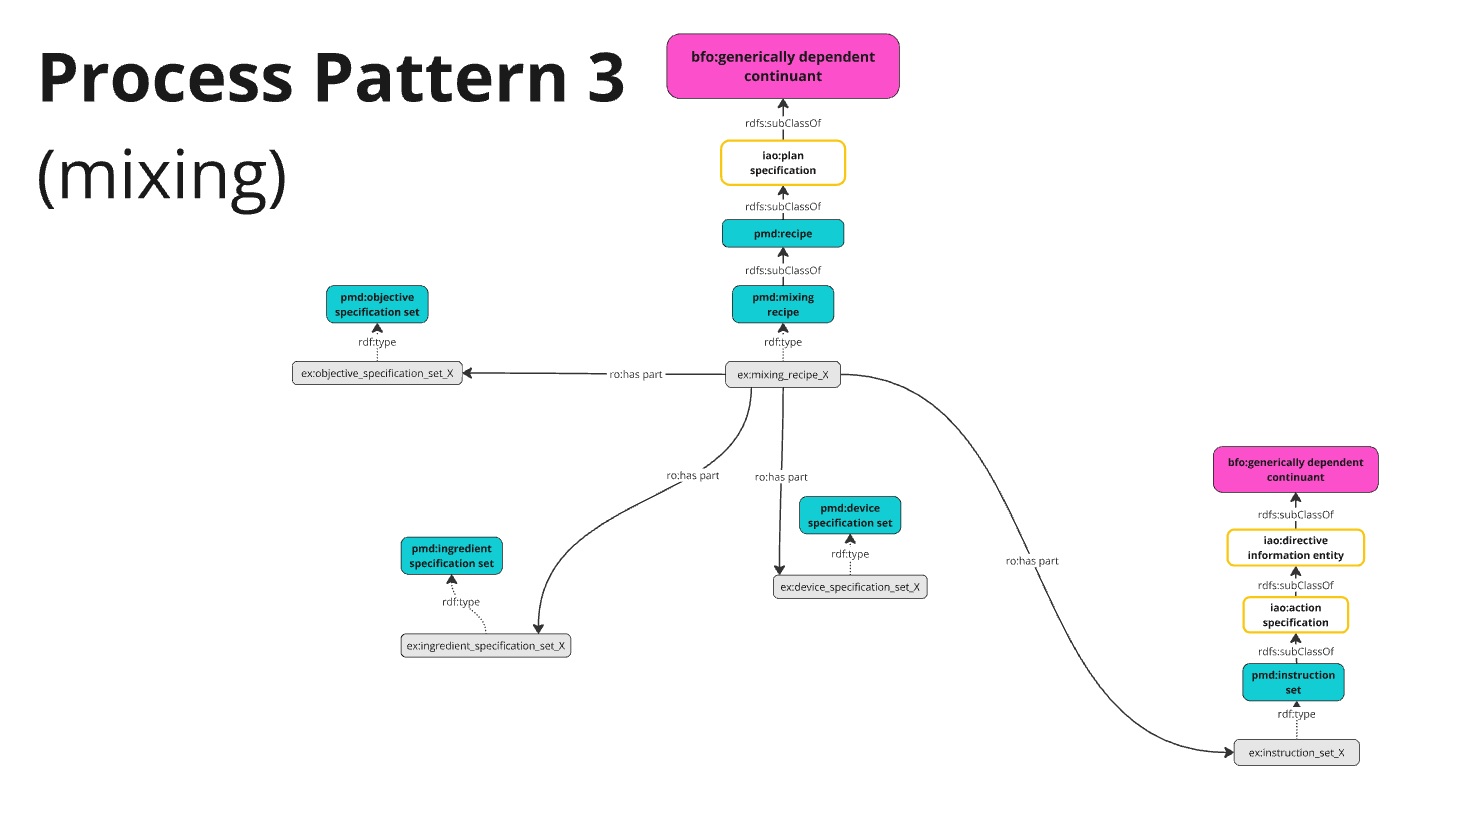 Process Pattern 3
(mixing)
bfo:generically dependent
continuant
rdfs:subClassOf
iao:plan
specification
rdfs:subClassOf
pmd:recipe
rdfs:subClassOf
pmd:mixing
recipe
rdf:type
ex:mixing_recipe_X
pmd:objective
specification set
rdf:type
ex:objective_specification_set_X
ro:has part
ro:has part
ro:has part
ro:has part
pmd:ingredient
specification set
rdf:type
ex:ingredient_specification_set_X
pmd:device
specification set
rdf:type
ex:device_specification_set_X
bfo:generically dependent
continuant
rdfs:subClassOf
iao:directive
information entity
rdfs:subClassOf
iao:action
specification
rdfs:subClassOf
pmd:instruction
set
rdf:type
ex:instruction_set_X